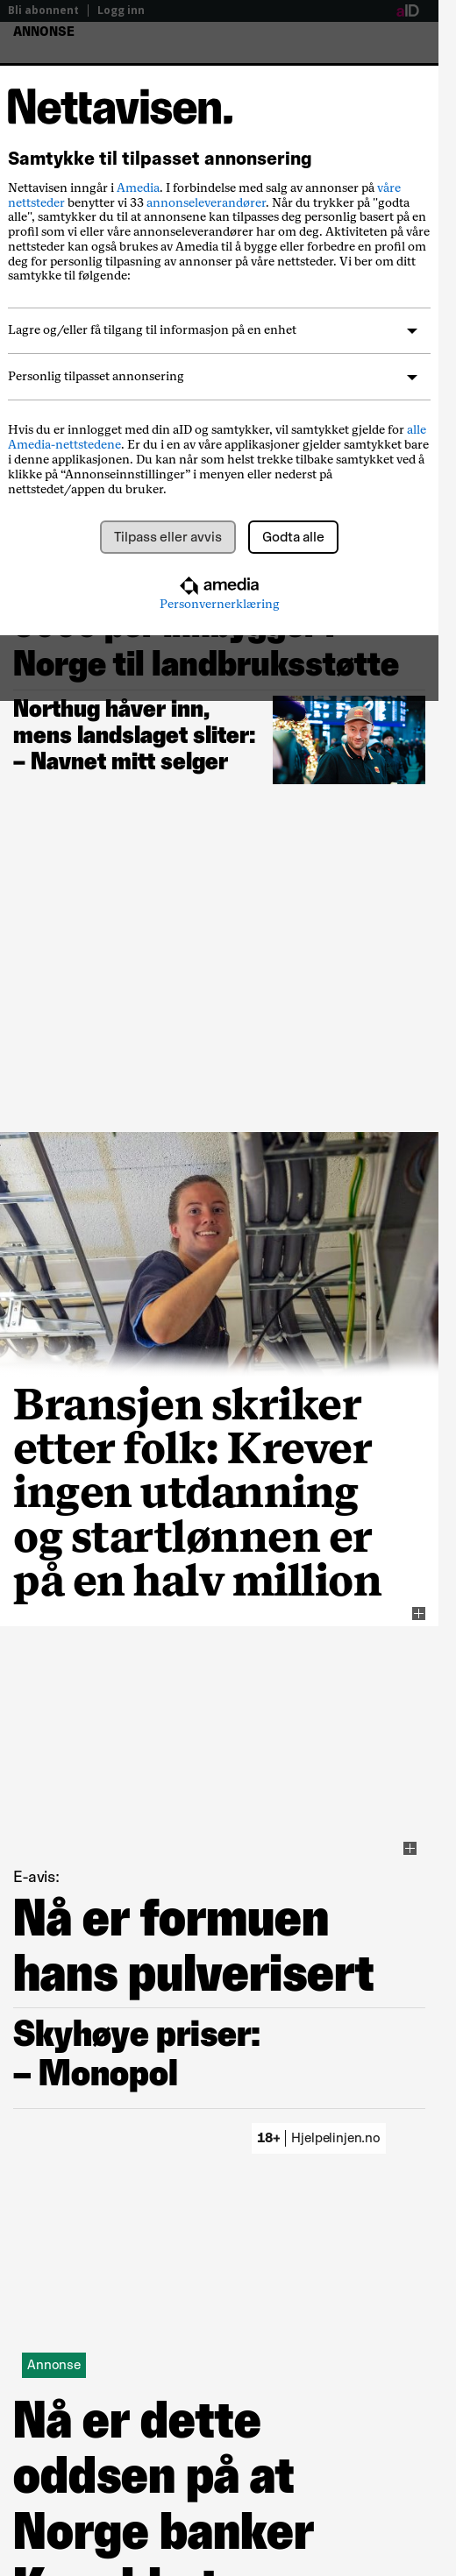 Bli abonnent | Logg inn
aID
ANNONSE
Nettavisen.
Samtykke til tilpasset annonsering
Nettavisen inngår i Amedia. I forbindelse med salg av annonser på våre
nettsteder benytter vi 33 annonseleverandører. Når du trykker på "godta
alle", samtykker du til at annonsene kan tilpasses deg personlig basert på en
profil som vi eller våre annonseleverandører har om deg. Aktiviteten på våre
nettsteder kan også brukes av Amedia til å bygge eller forbedre en profil om
deg for personlig tilpasning av annonser på våre nettsteder. Vi ber om ditt
samtykke til følgende:
Lagre og/eller få tilgang til informasjon på en enhet
Personlig tilpasset annonsering
Hvis du er innlogget med din aID og samtykker, vil samtykket gjelde for alle
Amedia-nettstedene. Er du i en av våre applikasjoner gjelder samtykket bare
i denne applikasjonen. Du kan når som helst trekke tilbake samtykket ved å
klikke på “Annonseinnstillinger” i menyen eller nederst på
nettstedet/appen du bruker.
Tilpass eller avvis
Godta alle
amedia
Personvernerklæring
Norge til landbruksstøtte
Northug håver inn,
mens landslaget sliter:
– Navnet mitt selger
Bransjen skriker
etter folk: Krever
ingen utdanning
og startlønnen er
på en halv million
E-avis:
Nå er formuen
hans pulverisert
Skyhøye priser:
– Monopol
18+ | Hjelpelinjen.no
Annonse
Nå er dette
oddsen på at
Norge banker